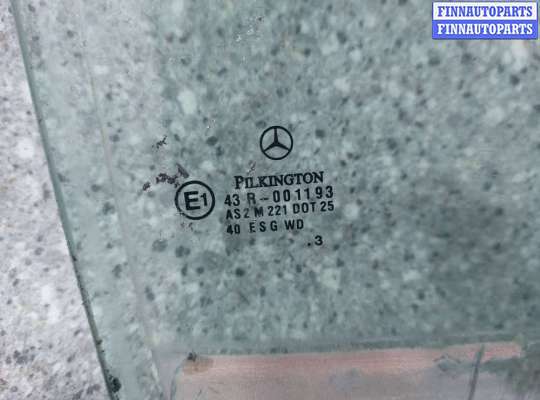 FINNAUTOPARTS
FINNAUTOPARTS
PILKINGTON
E1 43 R-001193
AS2 M 221 DOT 25
40 ESG WD
.3